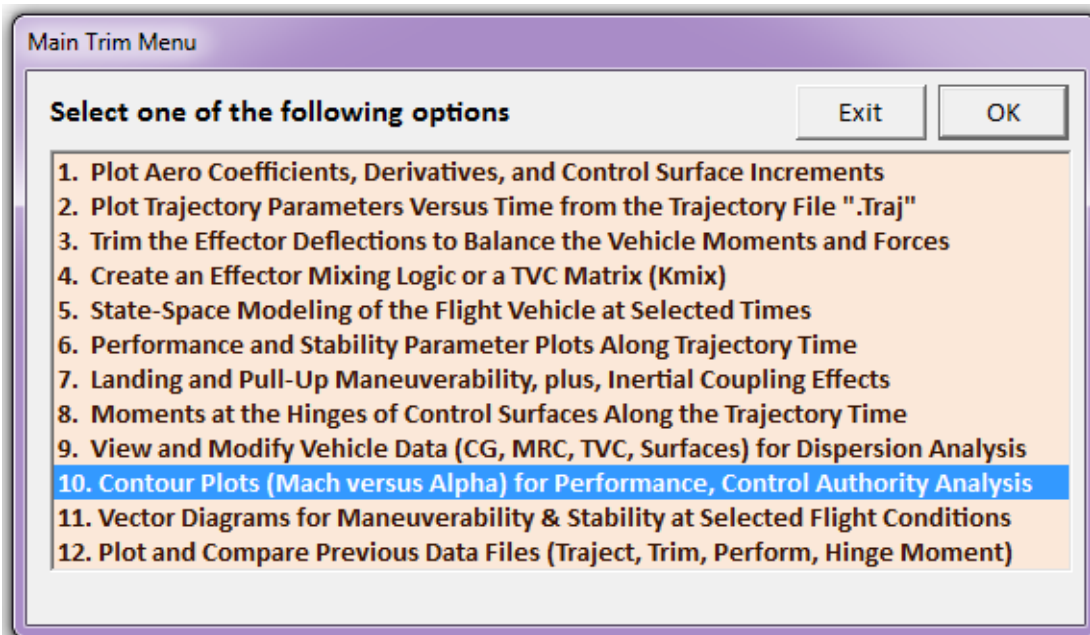 Main Trim Menu
Select one of the following options
Exit
OK
1. Plot Aero Coefficients, Derivatives, and Control Surface Increments
2. Plot Trajectory Parameters Versus Time from the Trajectory File ".Traj"
3. Trim the Effector Deflections to Balance the Vehicle Moments and Forces
4. Create an Effector Mixing Logic or a TVC Matrix (Kmix)
5. State-Space Modeling of the Flight Vehicle at Selected Times
6. Performance and Stability Parameter Plots Along Trajectory Time
7. Landing and Pull-Up Maneuverability, plus, Inertial Coupling Effects
8. Moments at the Hinges of Control Surfaces Along the Trajectory Time
9. View and Modify Vehicle Data (CG, MRC, TVC, Surfaces) for Dispersion Analysis
10. Contour Plots (Mach versus Alpha) for Performance, Control Authority Analysis
11. Vector Diagrams for Maneuverability & Stability at Selected Flight Conditions
12. Plot and Compare Previous Data Files (Traject, Trim, Perform, Hinge Moment)